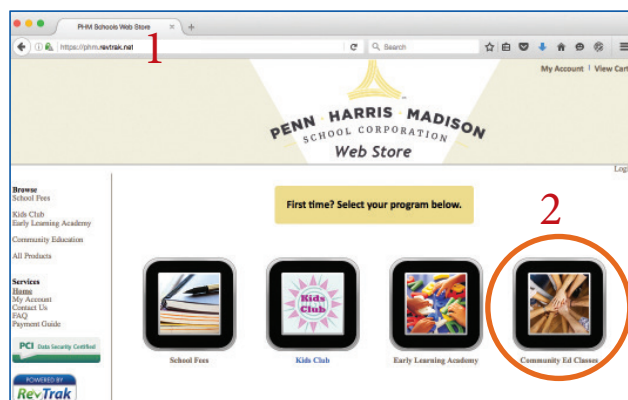 PHM Schools Web Store
https://phm.revtrak.net
1
Search
My Account | View Cart
PENN · HARRIS · MADISON
SCHOOL CORPORATION
Web Store
Logi
Browse
School Fees
Kids Club
Early Learning Academy
Community Education
All Products
Services
Home
My Account
Contact Us
FAQ
Payment Guide
PCI Data Security Certified
POWERED BY
RevTrak
First time? Select your program below.
2
Kids
Club
School Fees
Kids Club
Early Learning Academy
Community Ed Classes